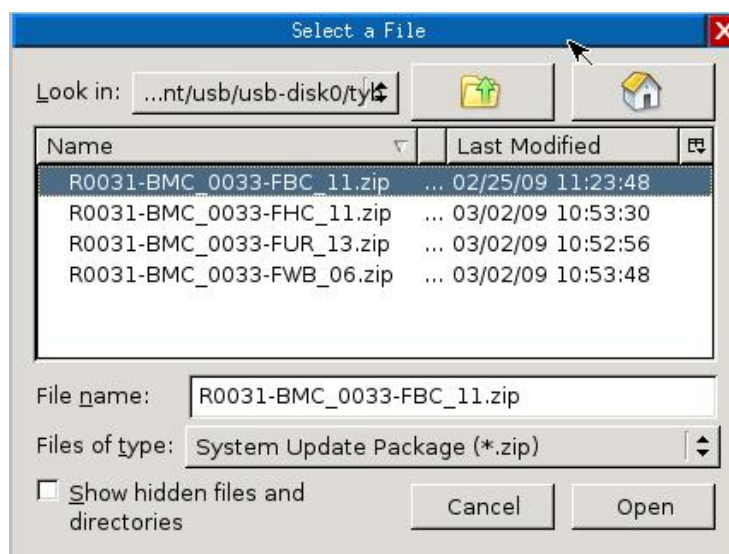 Select a File
Look in: ...nt/usb/usb-disk0/tyl
Name Last Modified
R0031-BMC_0033-FBC_11.zip ... 02/25/09 11:23:48
R0031-BMC_0033-FHC_11.zip ... 03/02/09 10:53:30
R0031-BMC_0033-FUR_13.zip ... 03/02/09 10:52:56
R0031-BMC_0033-FWB_06.zip ... 03/02/09 10:53:48
File name: R0031-BMC_0033-FBC_11.zip
Files of type: System Update Package (*.zip)
Show hidden files and
directories
Cancel Open